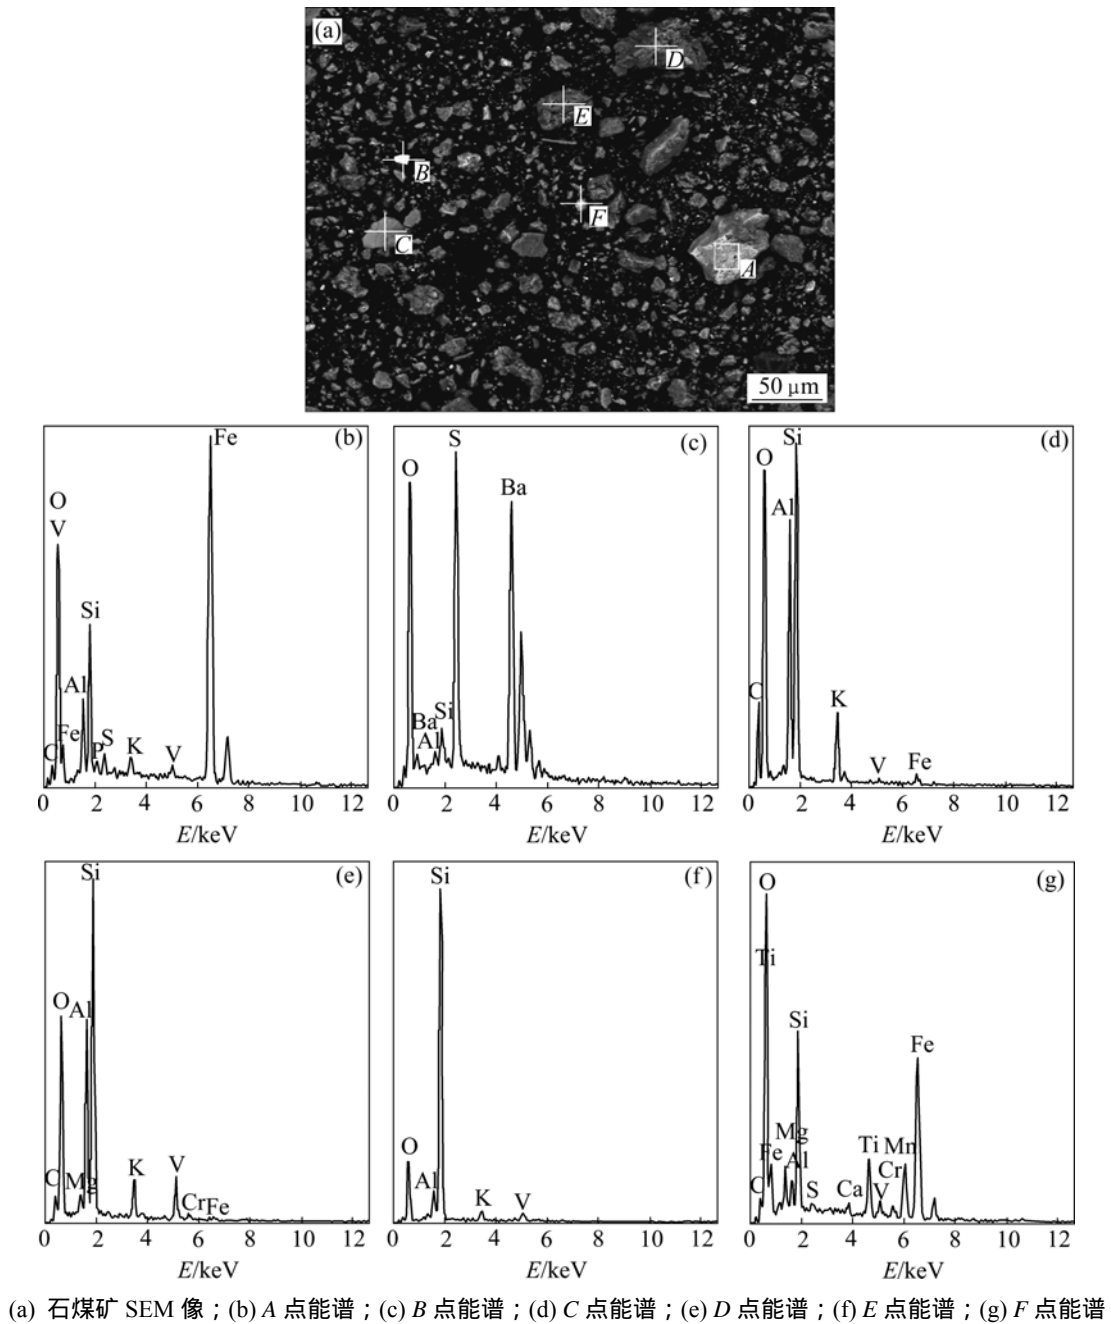 (a)
D
E
B
F
C
A
50 μm
(b)
Fe
O
V
Si
Al
Fe
C
P
S
K
V
0 2 4 6 8 10 12
E/keV
(c)
S
O
Ba
Ba
Si
Al
0 2 4 6 8 10 12
E/keV
(d)
Si
O
Al
C
K
V
Fe
0 2 4 6 8 10 12
E/keV
(e)
Si
O
Al
C
Mg
K
V
Cr
Fe
0 2 4 6 8 10 12
E/keV
(f)
Si
O
Al
K
V
0 2 4 6 8 10 12
E/keV
(g)
O
Ti
Si
Fe
Mg
Fe
Al
C
S
Ca
Ti
V
Cr
Mn
0 2 4 6 8 10 12
E/keV
(a) 石煤矿 SEM 像；(b) A 点能谱；(c) B 点能谱；(d) C 点能谱；(e) D 点能谱；(f) E 点能谱；(g) F 点能谱